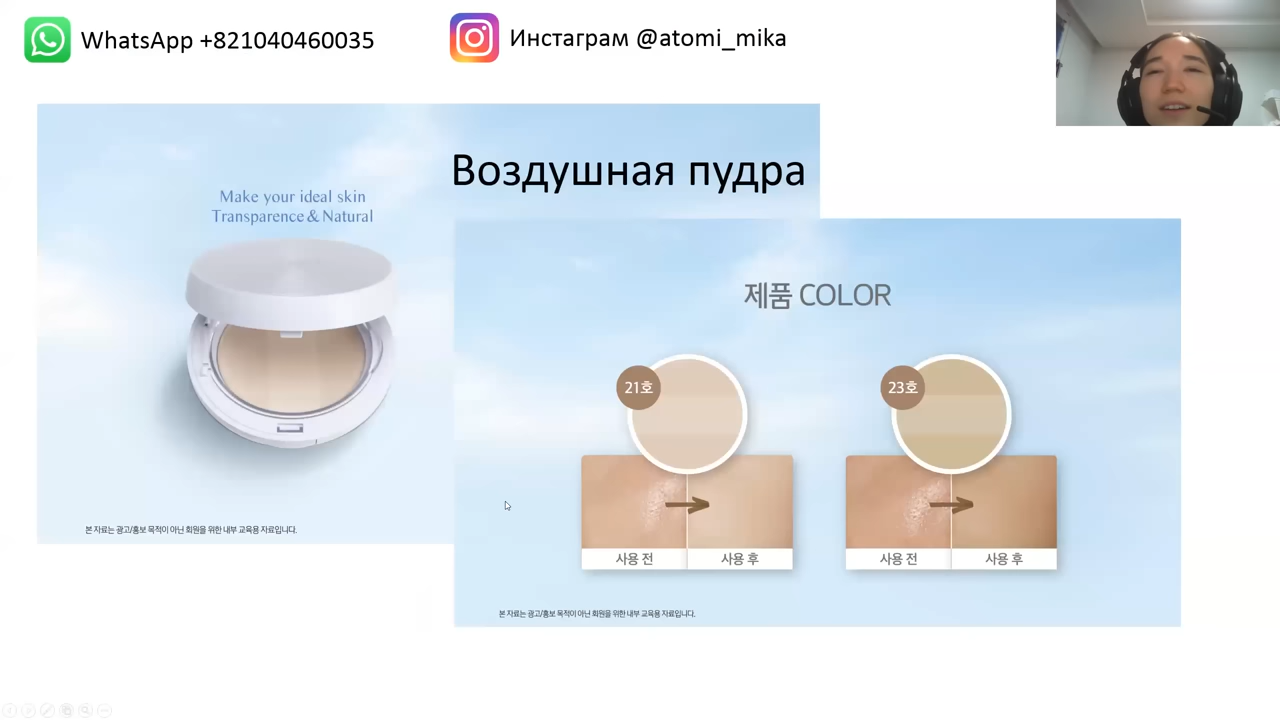 WhatsApp +821040460035
Инстаграм @atomi_mika
Воздушная пудра
Make your ideal skin
Transparence & Natural
본 자료는 광고/홍보 목적이 아닌 회원을 위한 내부 교육용 자료입니다.
제품 COLOR
21호
23호
사용 전
사용 후
사용 전
사용 후
본 자료는 광고/홍보 목적이 아닌 회원을 위한 내부 교육용 자료입니다.